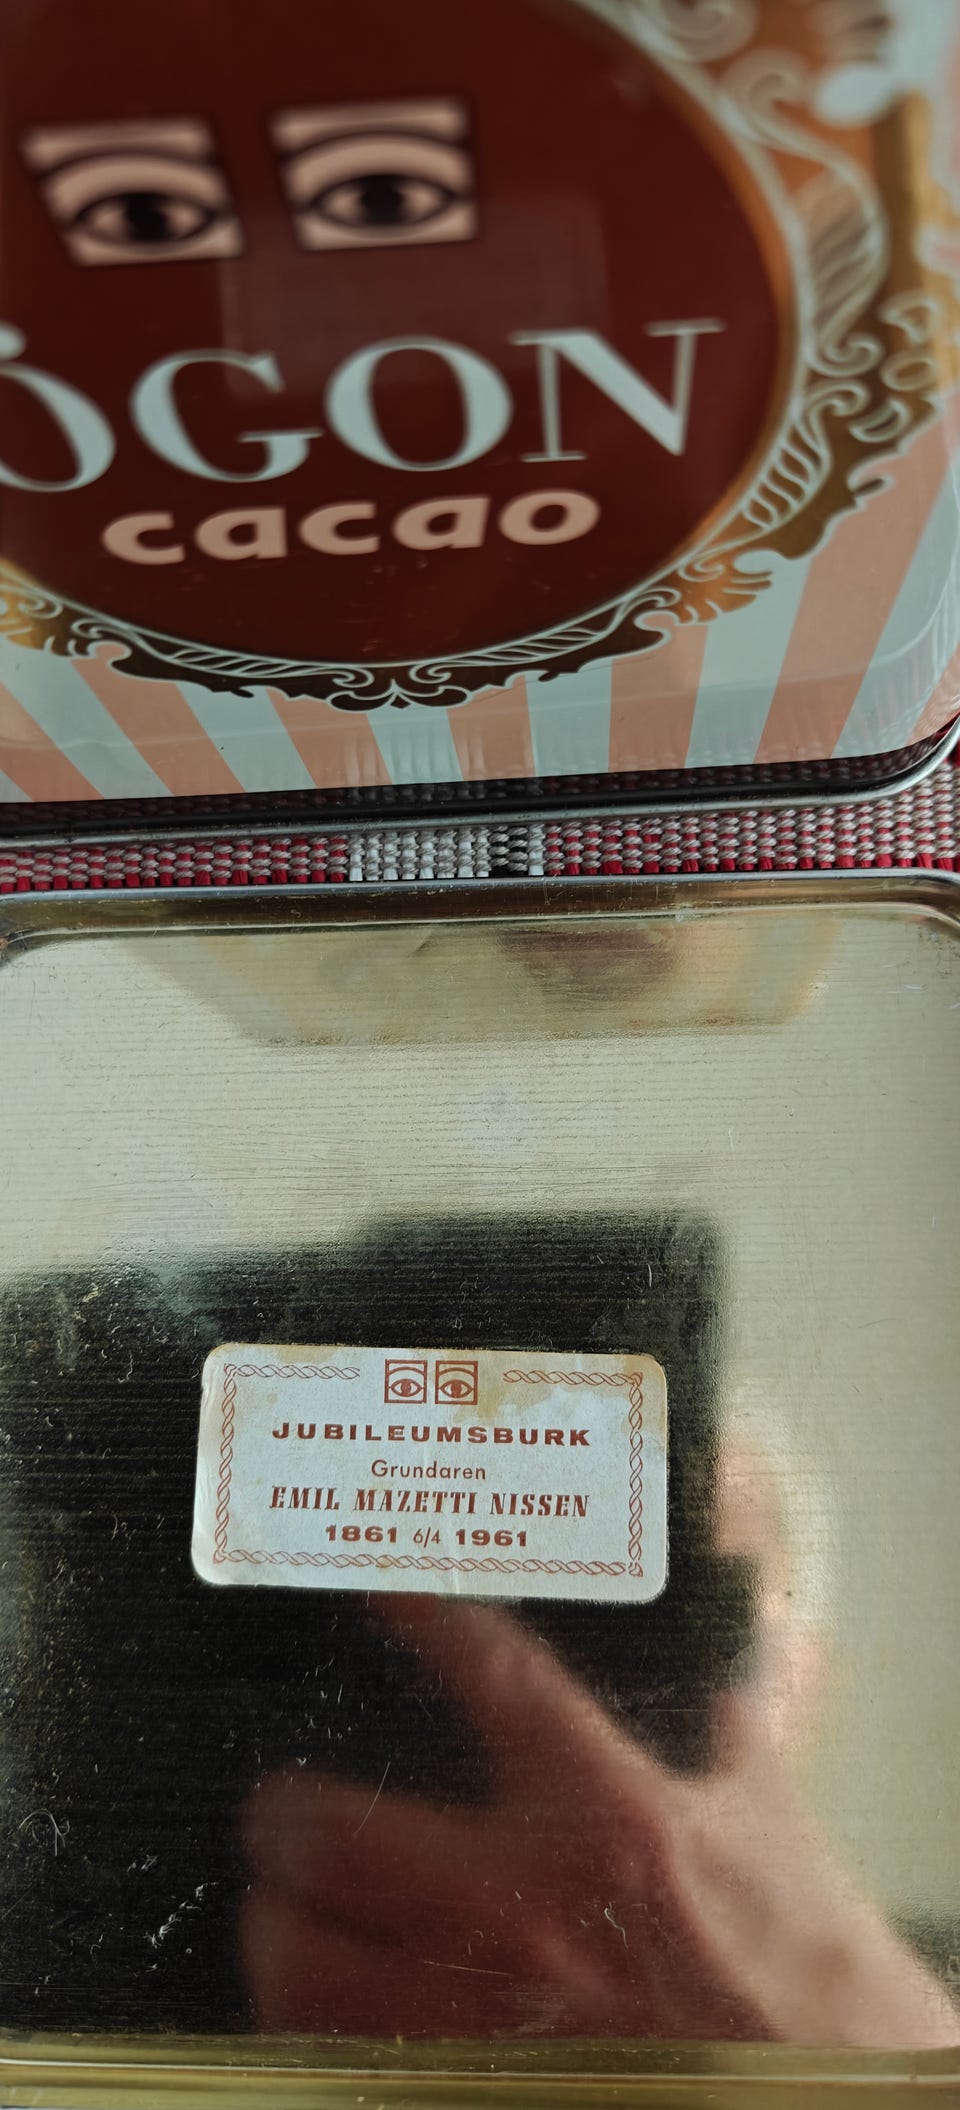 ÖGON
cacao
JUBILEUMSBURK
Grundaren
EMIL MAZETTI NISSEN
1861 6/4 1961